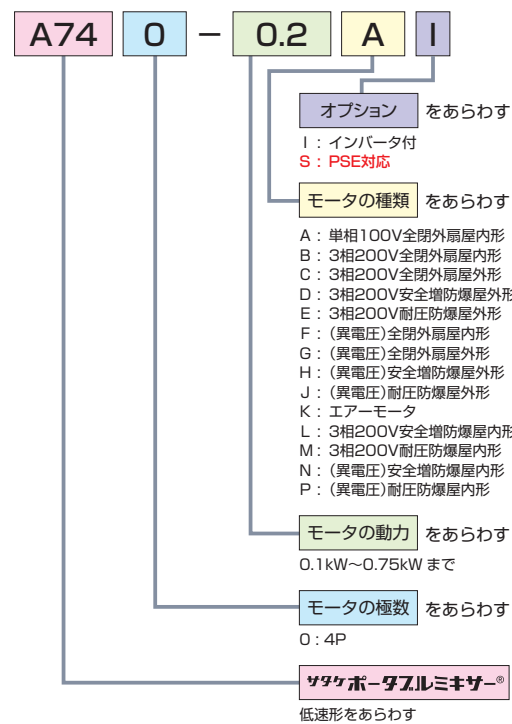 A74 0 － 0.2 A I
オプション をあらわす
I：インバータ付
S：PSE対応
モータの種類 をあらわす
A：単相100V全閉外扇屋内形
B：3相200V全閉外扇屋内形
C：3相200V全閉外扇屋外形
D：3相200V安全増防爆屋外形
E：3相200V耐圧防爆屋外形
F：(異電圧)全閉外扇屋内形
G：(異電圧)全閉外扇屋外形
H：(異電圧)安全増防爆屋外形
J：(異電圧)耐圧防爆屋外形
K：エアーモータ
L：3相200V安全増防爆屋内形
M：3相200V耐圧防爆屋内形
N：(異電圧)安全増防爆屋内形
P：(異電圧)耐圧防爆屋内形
モータの動力 をあらわす
0.1kW～0.75kWまで
モータの極数 をあらわす
0：4P
サタケポータブルミキサー®
低速形をあらわす